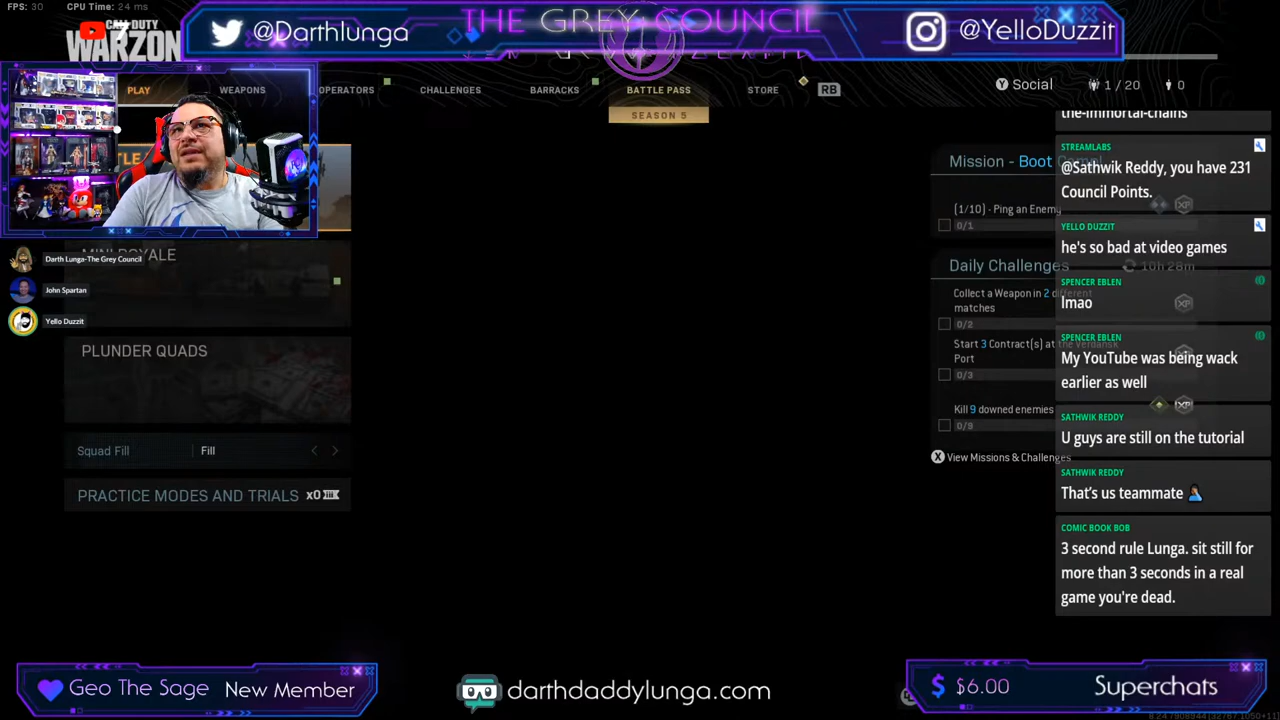 FPS: 30 CPU Time: 24 ms
CALL OF DUTY
WARZON
7
@Darthlunga
THE GREY COUNCIL
@YelloDuzzit
PLAY
WEAPONS
OPERATORS
CHALLENGES
BARRACKS
BATTLE PASS
STORE
RB
SEASON 5
Y Social
1 / 20
0
Mission - Boot
(1/10) - Ping an Enemy
0/1
Daily Challenges
10h 28m
Collect a Weapon in 2 different
matches
0/2
Start 3 Contract(s) at the Verdansk
Port
0/3
Kill 9 downed enemies
0/9
X View Missions & Challenges
XP
XP
XP
XP
the-immortal-chains
STREAMLABS
@Sathwik Reddy, you have 231
Council Points.
YELLO DUZZIT
he's so bad at video games
SPENCER EBLEN
lmao
SPENCER EBLEN
My YouTube was being wack
earlier as well
SATHWIK REDDY
U guys are still on the tutorial
SATHWIK REDDY
That's us teammate
COMIC BOOK BOB
3 second rule Lunga. sit still for
more than 3 seconds in a real
game you're dead.
Darth Lunga-The Grey Council
John Spartan
Yello Duzzit
PLUNDER QUADS
Squad Fill
Fill
PRACTICE MODES AND TRIALS x0
Geo The Sage New Member
darthdaddylunga.com
$ $6.00 Superchats